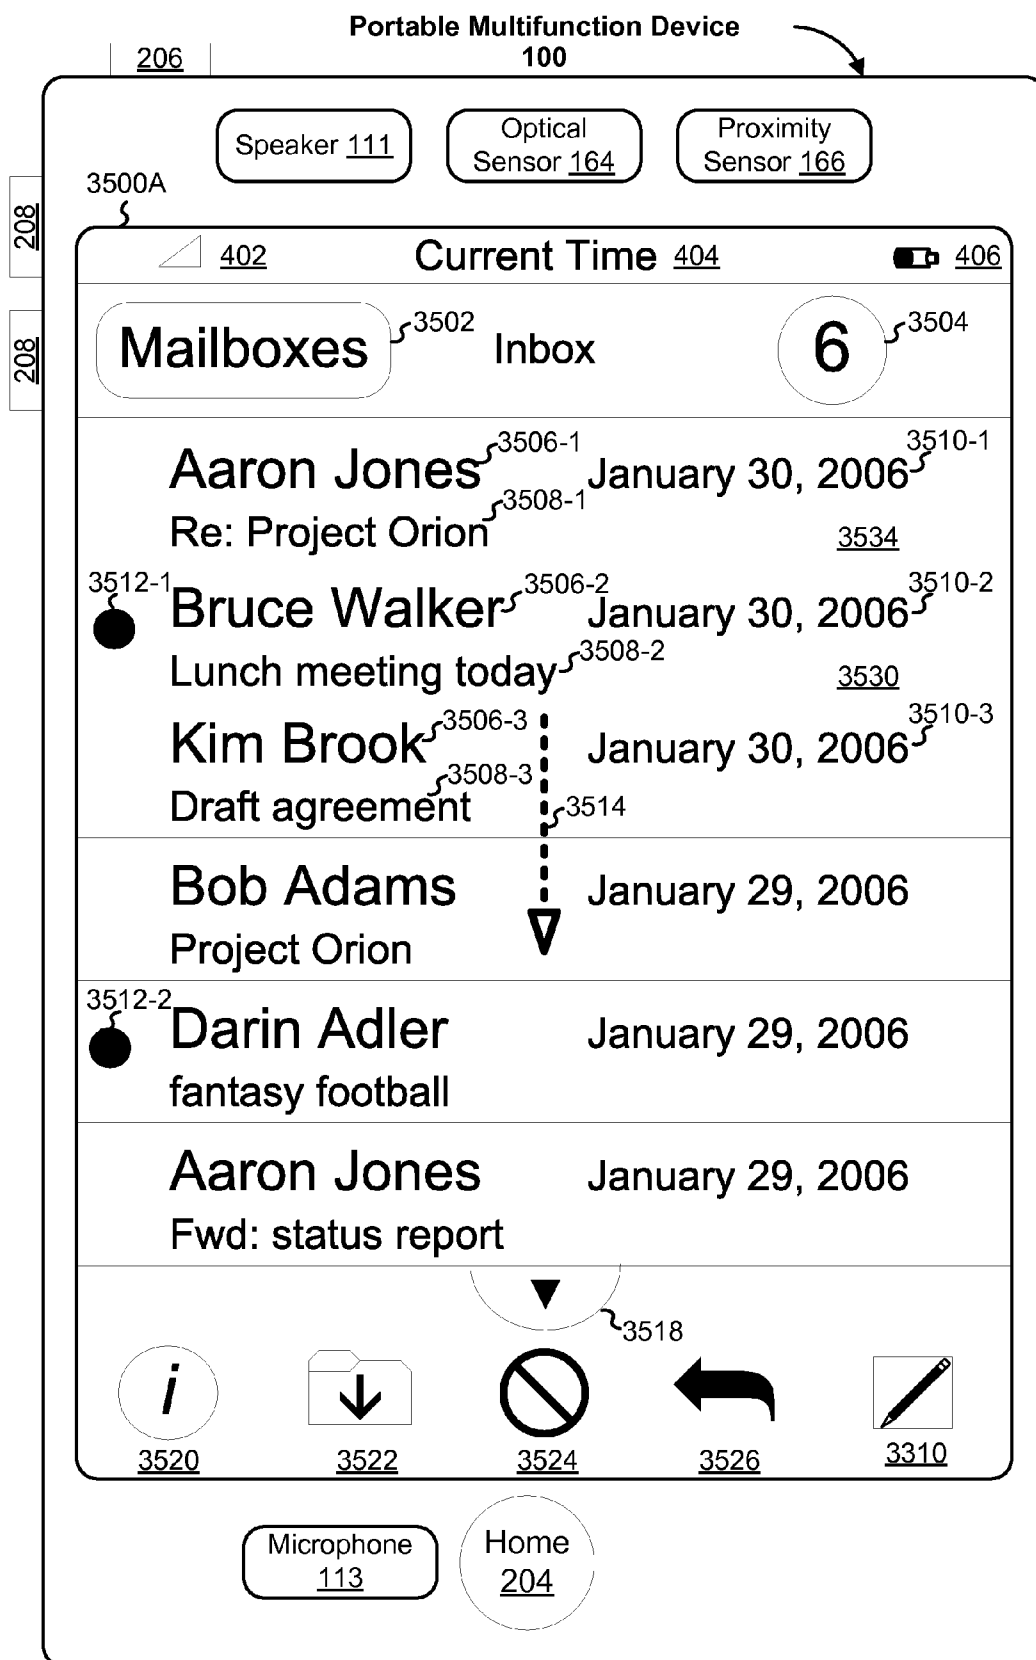 Portable Multifunction Device
100
206
Speaker 111
Optical
Sensor 164
Proximity
Sensor 166
3500A
208
402 Current Time 404 406
208
Mailboxes 3502 Inbox 6 3504
Aaron Jones 3506-1 January 30, 2006 3510-1
Re: Project Orion 3508-1 3534
3512-1 Bruce Walker 3506-2 January 30, 2006 3510-2
Lunch meeting today 3508-2 3530
Kim Brook 3506-3 January 30, 2006 3510-3
Draft agreement 3508-3 3514
Bob Adams January 29, 2006
Project Orion
3512-2 Darin Adler January 29, 2006
fantasy football
Aaron Jones January 29, 2006
Fwd: status report
3518
i
3520 3522 3524 3526 3310
Microphone
113
Home
204